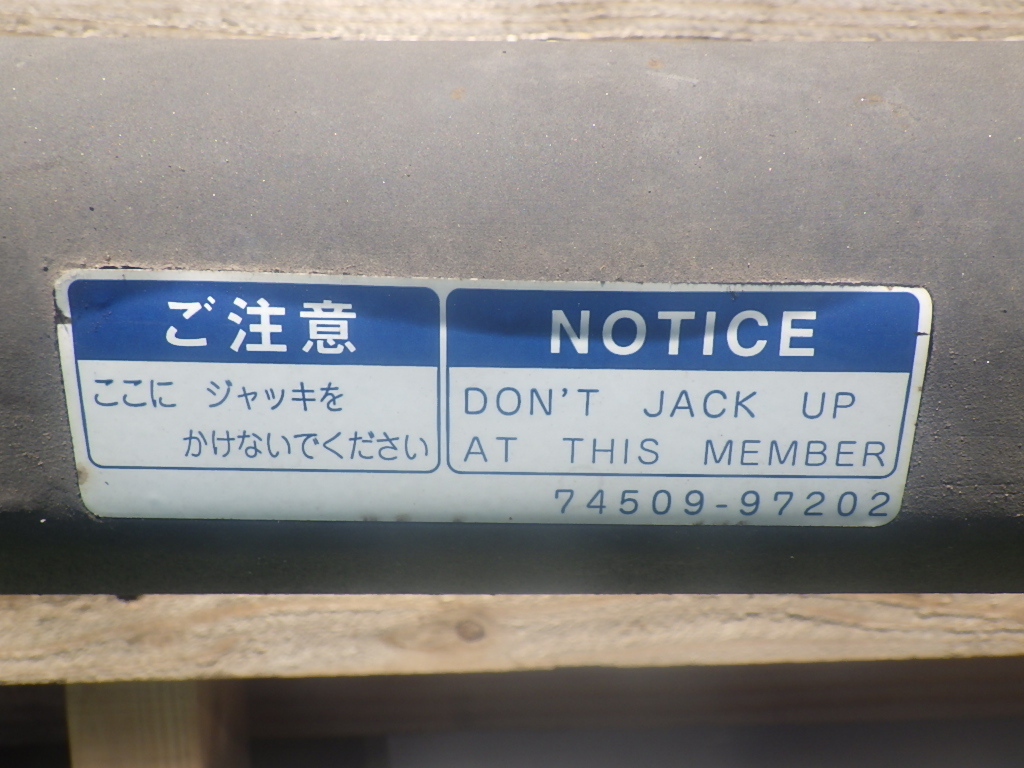 ご注意
ここに ジャッキを
かけないでください
NOTICE
DON'T JACK UP
AT THIS MEMBER
74509-97202